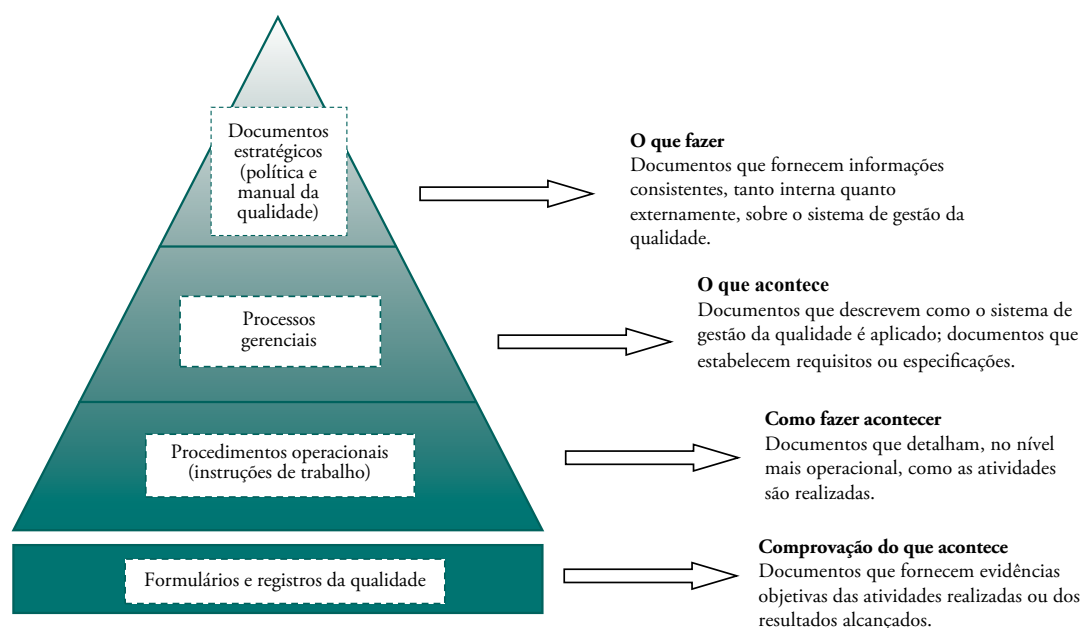 Documentos
estratégicos
(política e
manual da
qualidade)
O que fazer
Documentos que fornecem informações
consistentes, tanto interna quanto
externamente, sobre o sistema de gestão da
qualidade.
Processos
gerenciais
O que acontece
Documentos que descrevem como o sistema de
gestão da qualidade é aplicado; documentos que
estabelecem requisitos ou especificações.
Procedimentos operacionais
(instruções de trabalho)
Como fazer acontecer
Documentos que detalham, no nível
mais operacional, como as atividades
são realizadas.
Formulários e registros da qualidade
Comprovação do que acontece
Documentos que fornecem evidências
objetivas das atividades realizadas ou dos
resultados alcançados.